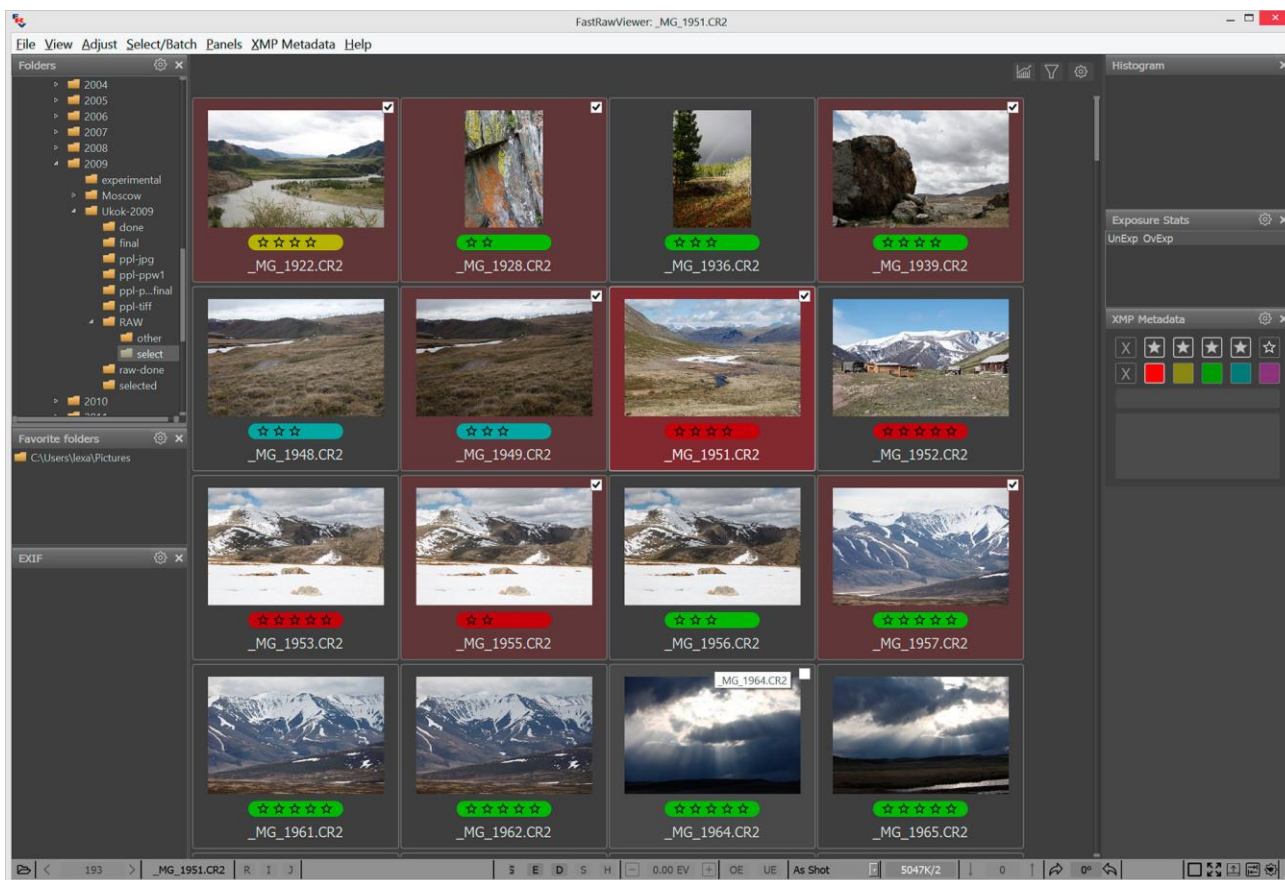 FastRawViewer: _MG_1951.CR2
File View Adjust Select/Batch Panels XMP Metadata Help
Folders
2004
2005
2006
2007
2008
2009
experimental
Moscow
Ukok-2009
done
final
ppl-jpg
ppl-ppw1
ppl-p...final
ppl-tiff
RAW
other
select
raw-done
selected
2010
Favorite folders
C:\Users\lexa\Pictures
EXIF
_MG_1922.CR2
_MG_1928.CR2
_MG_1936.CR2
_MG_1939.CR2
_MG_1948.CR2
_MG_1949.CR2
_MG_1951.CR2
_MG_1952.CR2
_MG_1953.CR2
_MG_1955.CR2
_MG_1956.CR2
_MG_1957.CR2
_MG_1964.CR2
_MG_1961.CR2
_MG_1962.CR2
_MG_1964.CR2
_MG_1965.CR2
Histogram
Exposure Stats
UnExp OvExp
XMP Metadata
X
X
193 _MG_1951.CR2 R I J E D S H 0.00 EV OE UE As Shot 5047K/2 0 0°